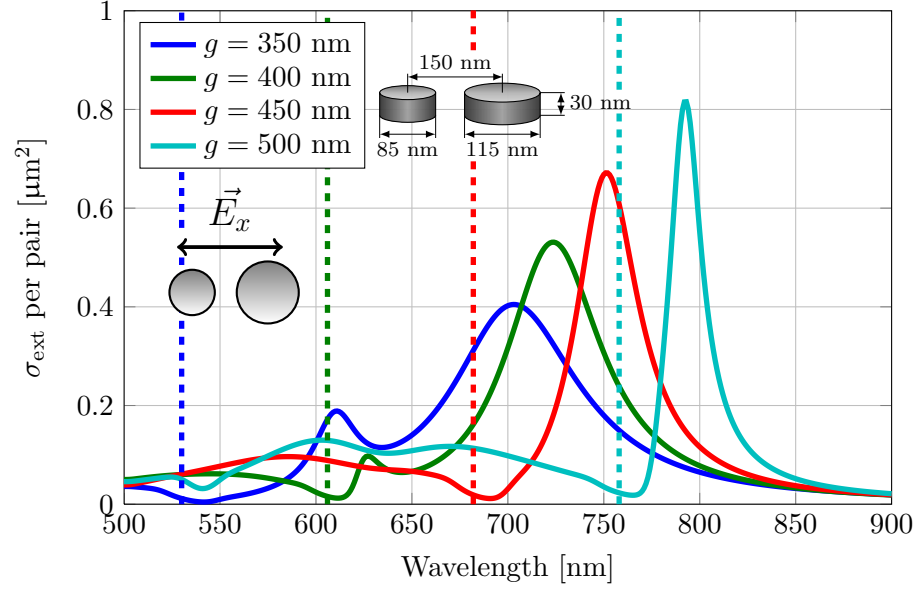 1
0.8
0.6
0.4
0.2
0
σext per pair [µm²]
g = 350 nm
g = 400 nm
g = 450 nm
g = 500 nm
150 nm
30 nm
85 nm
115 nm
E⃗x
500
550
600
650
700
750
800
850
900
Wavelength [nm]